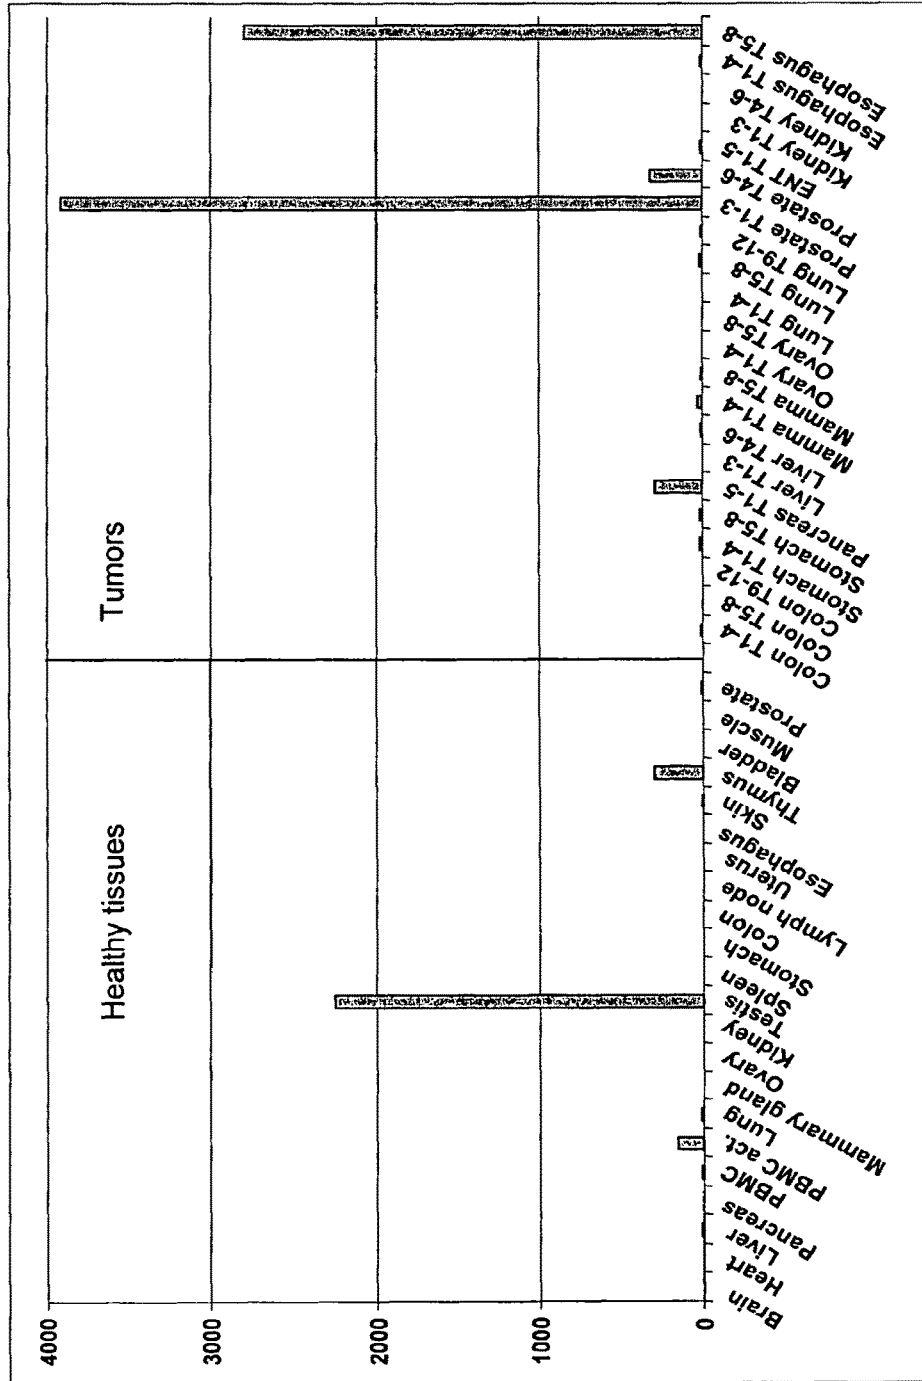 Healthy tissues
Tumors
4000
3000
2000
1000
0
Brain
Heart
Liver
Pancreas
PBMC
PBMC act.
Lung
Mammary gland
Ovary
Kidney
Testis
Spleen
Stomach
Colon
Lymph node
Uterus
Esophagus
Skin
Thymus
Bladder
Muscle
Prostate
Colon T1-4
Colon T5-8
Colon T9-12
Stomach T1-4
Stomach T5-8
Pancreas T1-5
Liver T1-3
Liver T4-6
Mamma T1-4
Mamma T5-8
Ovary T1-4
Ovary T5-8
Lung T1-4
Lung T5-8
Lung T9-12
Prostate T1-3
Prostate T4-6
ENT T1-5
Kidney T1-3
Kidney T4-6
Esophagus T1-4
Esophagus T5-8